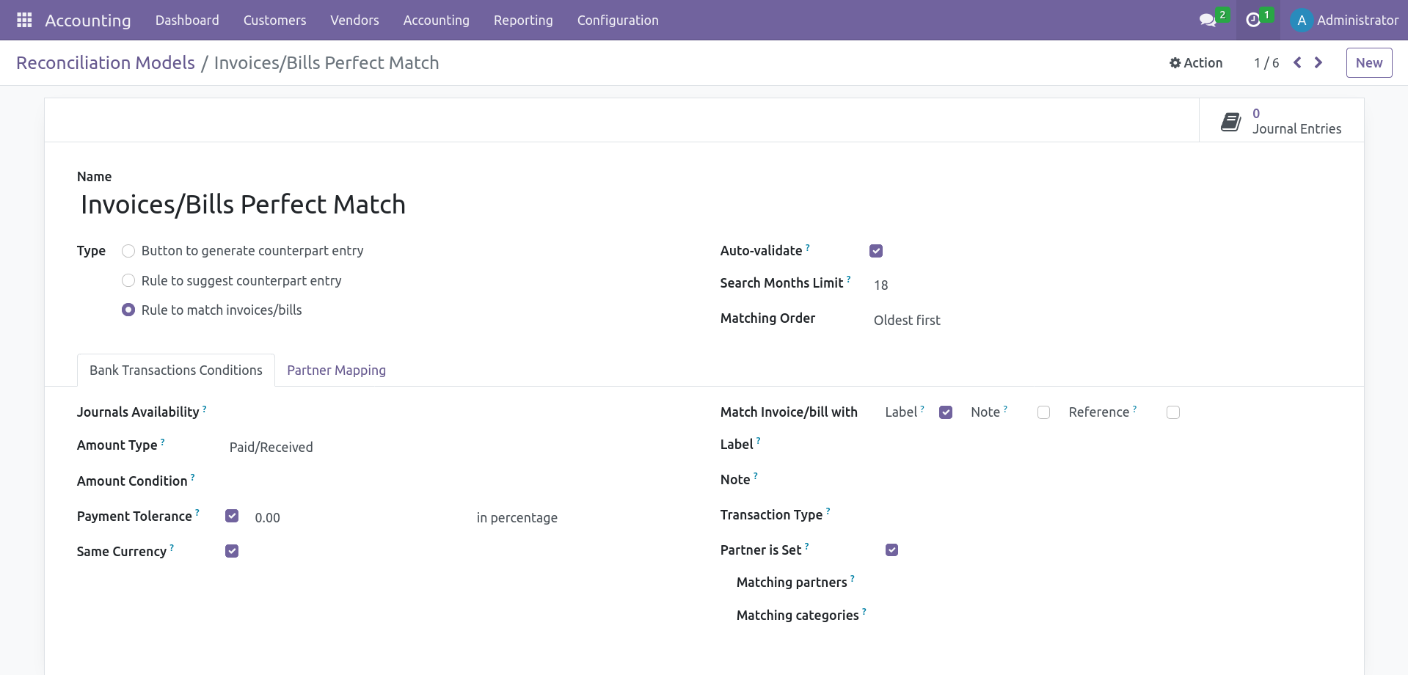 Accounting Dashboard Customers Vendors Accounting Reporting Configuration 2 1 A Administrator
Reconciliation Models / Invoices/Bills Perfect Match Action 1 / 6 New
0
Journal Entries
Name
Invoices/Bills Perfect Match
Type Button to generate counterpart entry Auto-validate ?
Rule to suggest counterpart entry Search Months Limit ? 18
Rule to match invoices/bills Matching Order Oldest first
Bank Transactions Conditions Partner Mapping
Journals Availability ? Match Invoice/bill with Label ? Note ? Reference ?
Amount Type ? Paid/Received Label ?
Amount Condition ? Note ?
Payment Tolerance ? 0.00 in percentage Transaction Type ?
Same Currency ? Partner is Set ?
Matching partners ?
Matching categories ?